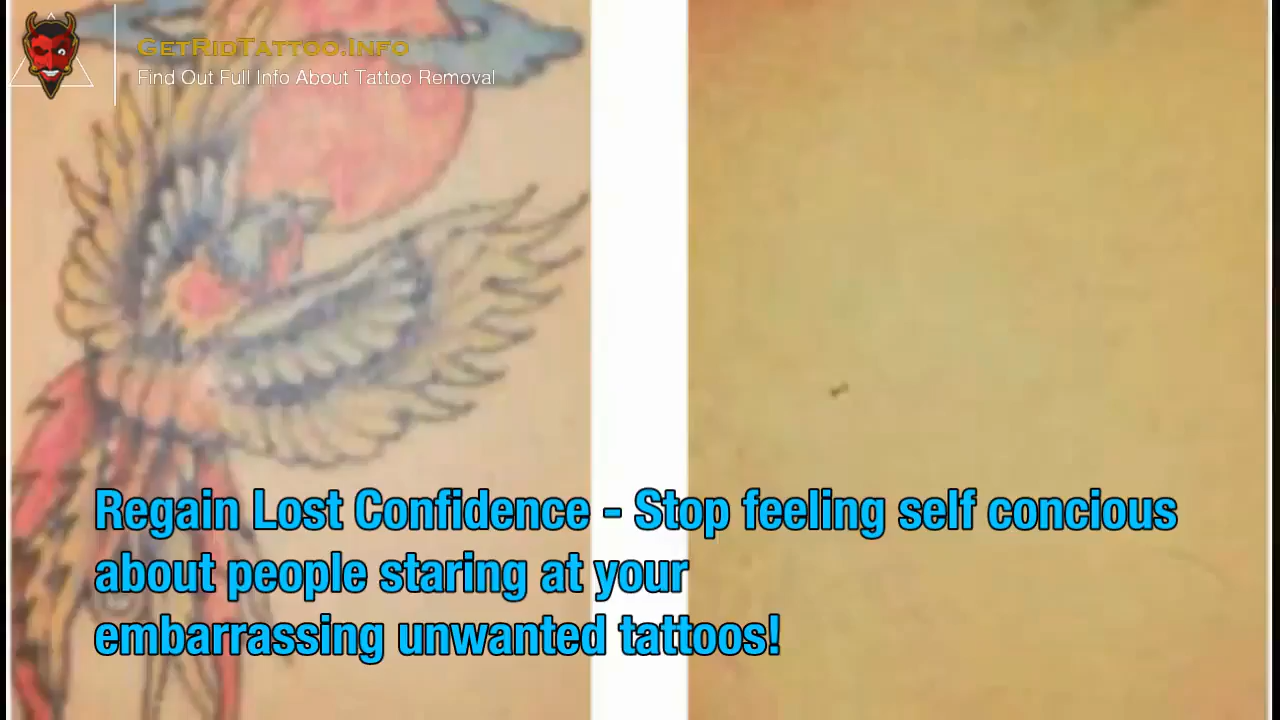 GetRidTattoo.Info
Find Out Full Info About Tattoo Removal
Regain Lost Confidence - Stop feeling self concious
about people staring at your
embarrassing unwanted tattoos!